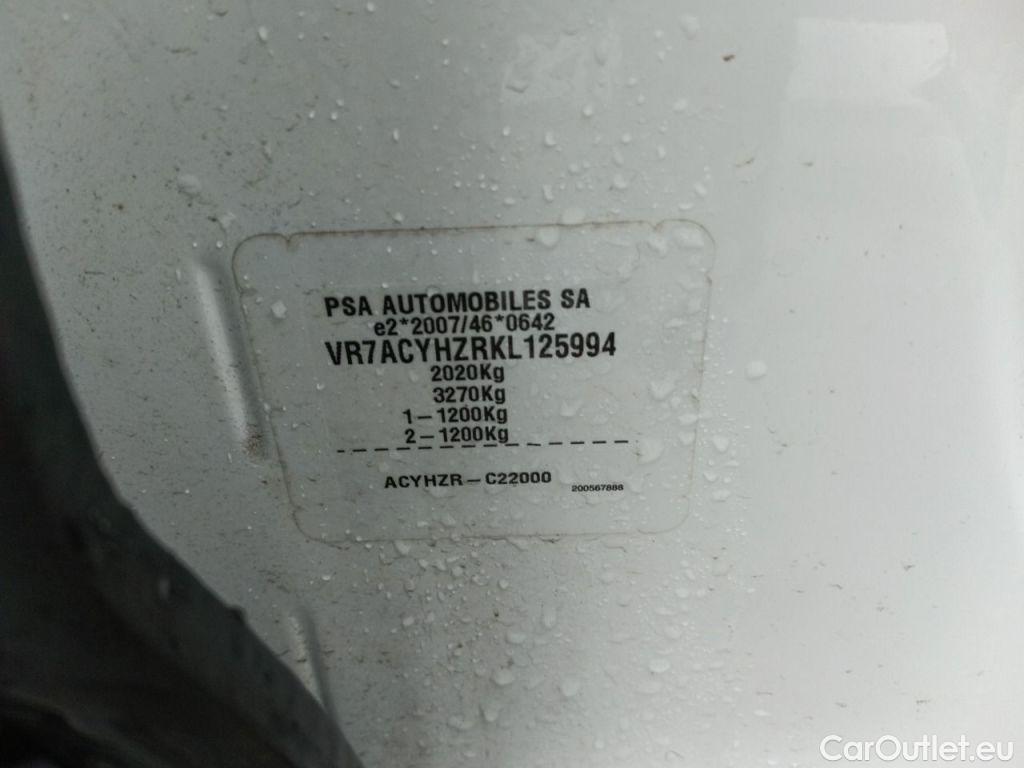 PSA AUTOMOBILES SA
e2*2007/46*0642
VR7ACYHZRKL125994
2020Kg
3270Kg
1-1200Kg
2-1200Kg
ACYHZR-C22000
200567888
CarOutlet.eu